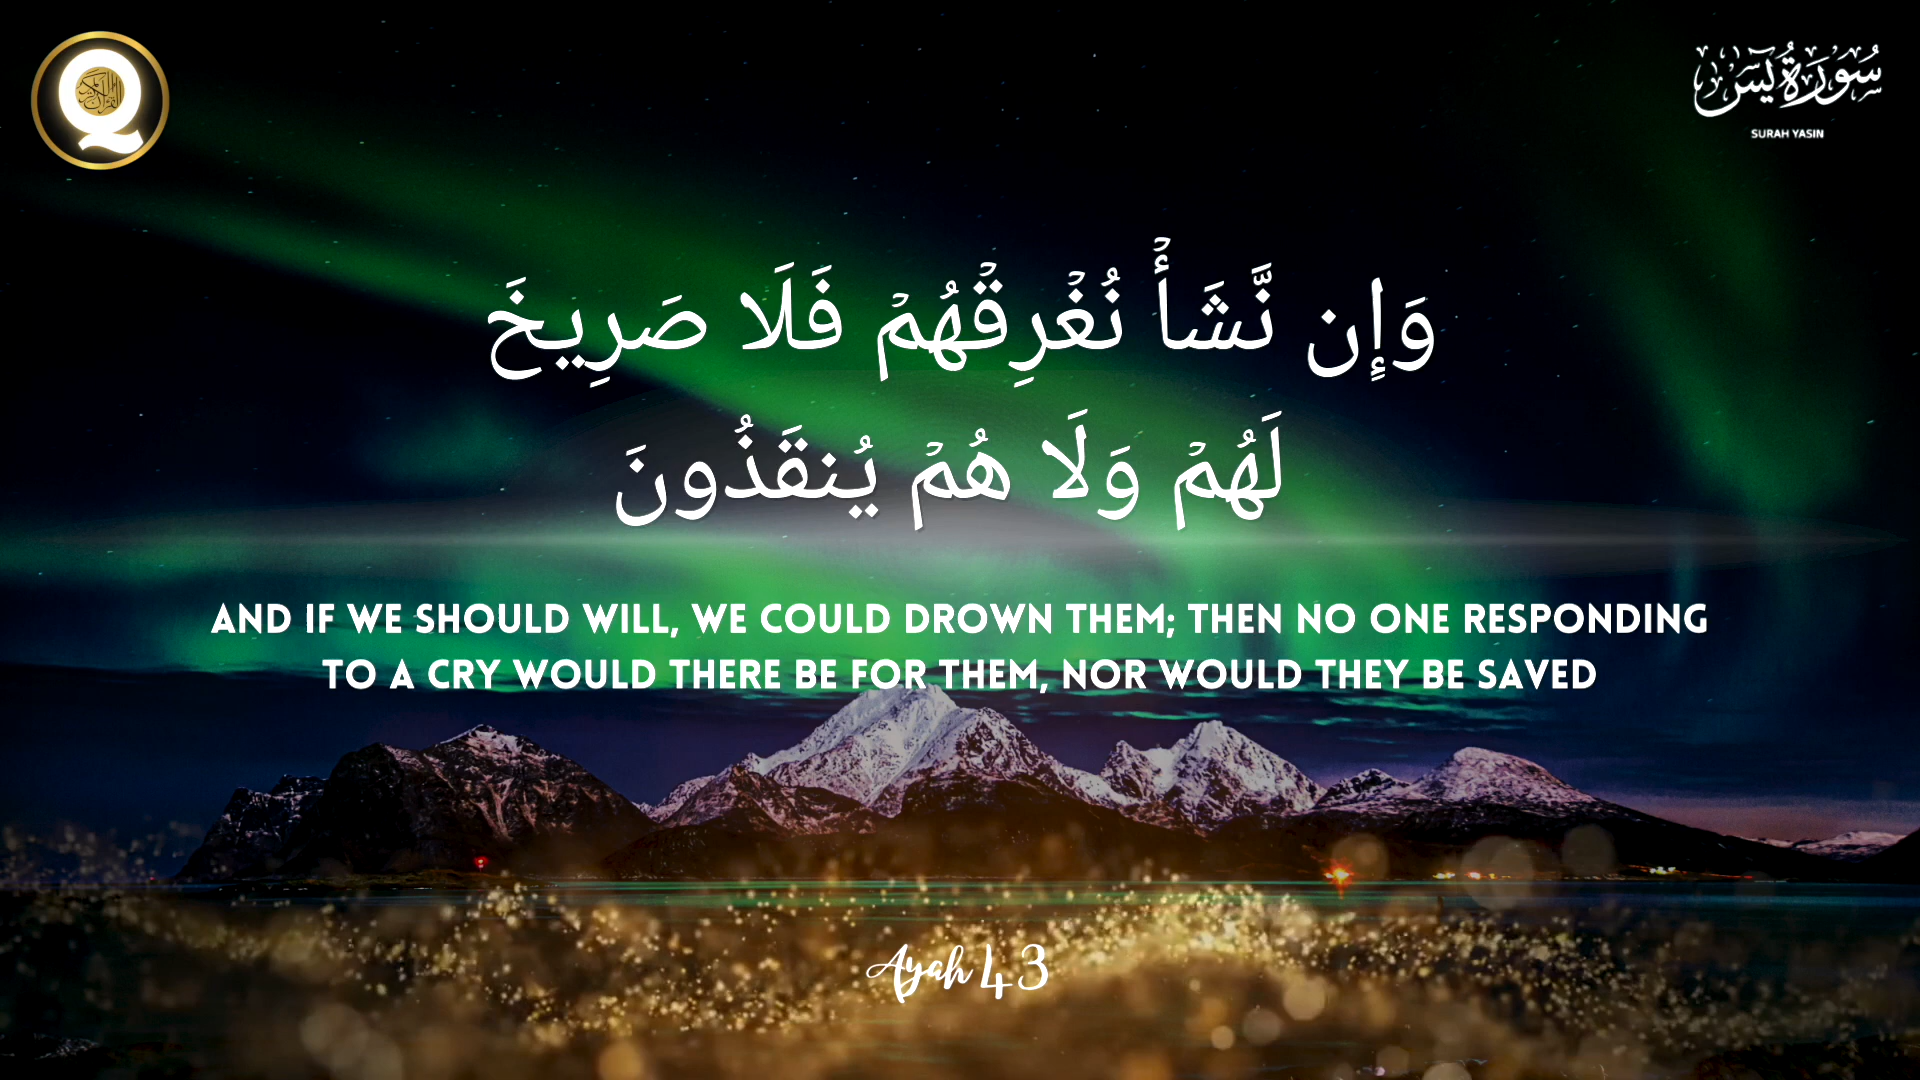 سُورَةُ يسٓ
SURAH YASIN
وَإِن نَّشَأۡ نُغۡرِقۡهُمۡ فَلَا صَرِيخَ
لَهُمۡ وَلَا هُمۡ يُنقَذُونَ
AND IF WE SHOULD WILL, WE COULD DROWN THEM; THEN NO ONE RESPONDING
TO A CRY WOULD THERE BE FOR THEM, NOR WOULD THEY BE SAVED
Ayah 43